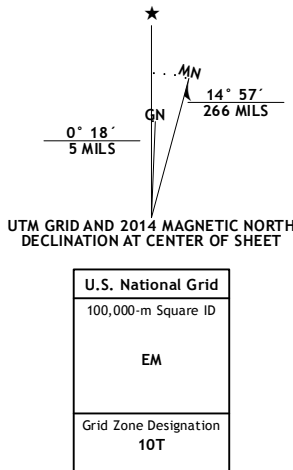 MN
GN
14° 57´
266 MILS
0° 18´
5 MILS
UTM GRID AND 2014 MAGNETIC NORTH
DECLINATION AT CENTER OF SHEET
U.S. National Grid
100,000-m Square ID
EM
Grid Zone Designation
10T